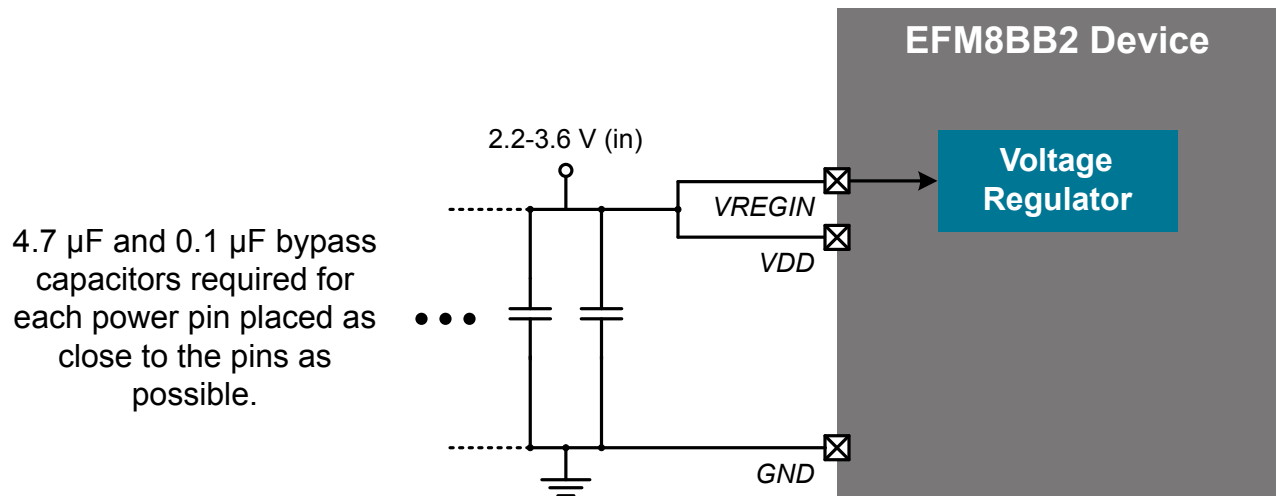 EFM8BB2 Device
2.2-3.6 V (in)
Voltage
Regulator
VREGIN
VDD
4.7 µF and 0.1 µF bypass
capacitors required for
each power pin placed as
close to the pins as
possible.
GND